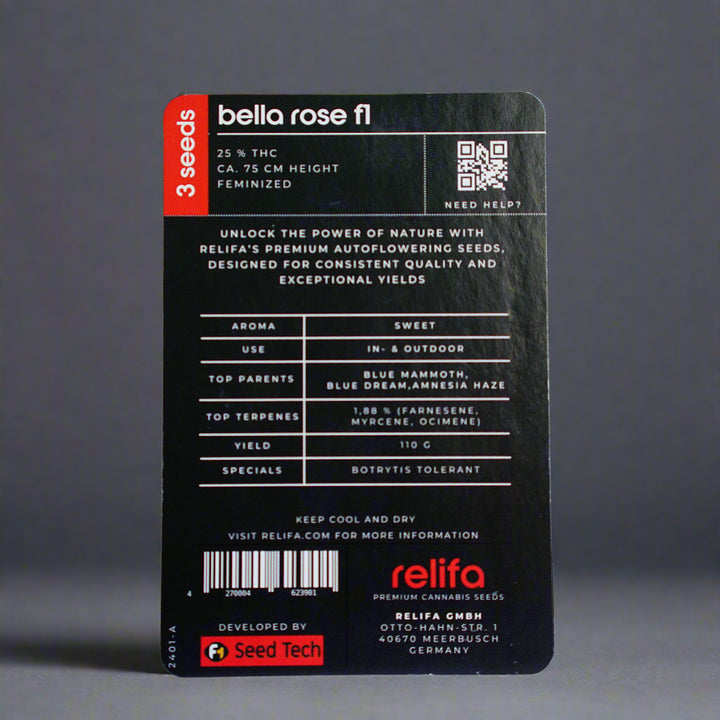 3 seeds
bella rose f1
25 % THC
CA. 75 CM HEIGHT
FEMINIZED
NEED HELP?
UNLOCK THE POWER OF NATURE WITH
RELIFA'S PREMIUM AUTOFLOWERING SEEDS,
DESIGNED FOR CONSISTENT QUALITY AND
EXCEPTIONAL YIELDS
AROMA SWEET
USE IN- & OUTDOOR
TOP PARENTS BLUE MAMMOTH,
BLUE DREAM,AMNESIA HAZE
TOP TERPENES 1,88 % (FARNESENE,
MYRCENE, OCIMENE)
YIELD 110 G
SPECIALS BOTRYTIS TOLERANT
KEEP COOL AND DRY
VISIT RELIFA.COM FOR MORE INFORMATION
4 270004 623901
relifa
PREMIUM CANNABIS SEEDS
RELIFA GMBH
OTTO-HAHN-STR. 1
40670 MEERBUSCH
GERMANY
DEVELOPED BY
F1 Seed Tech
2401-A